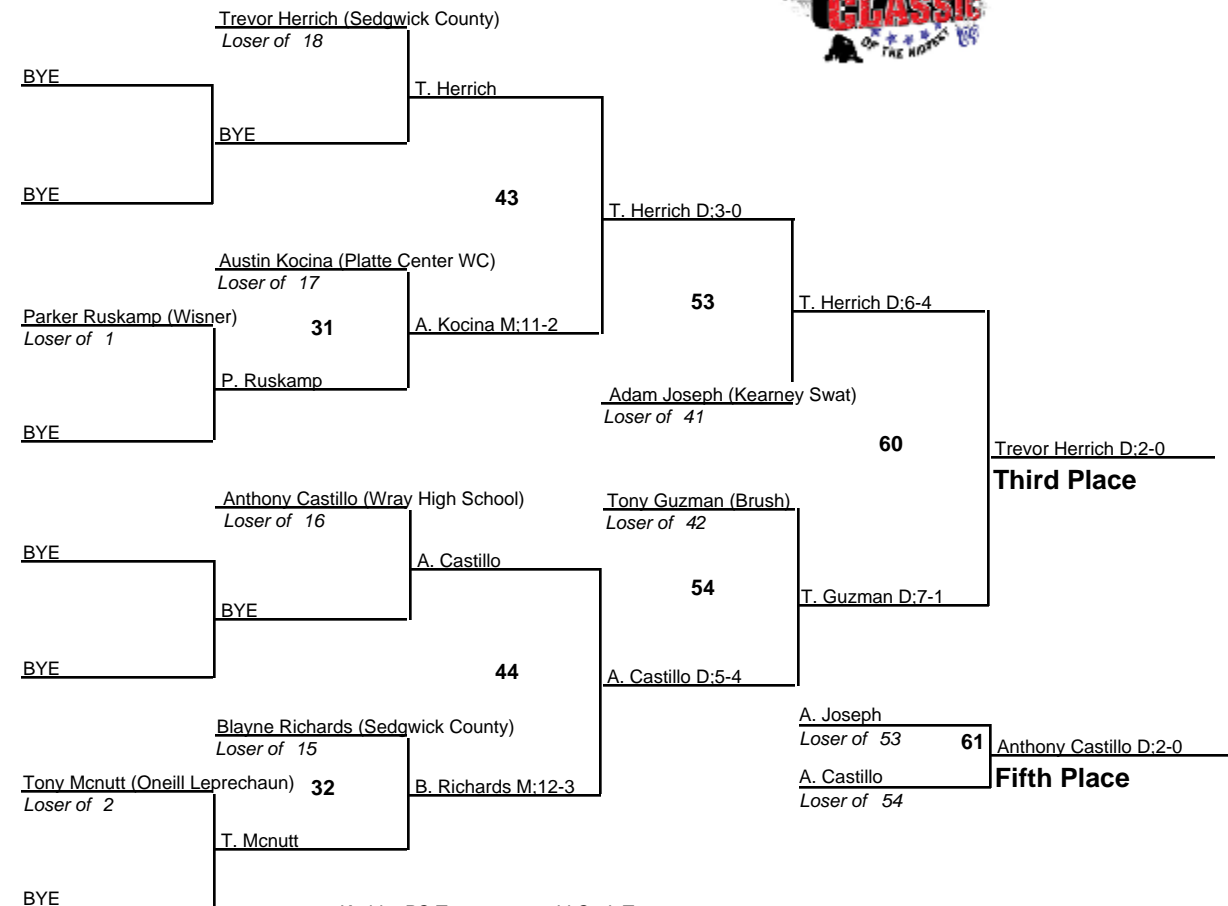 CLASSIC
OF THE MIDWEST
Trevor Herrich (Sedgwick County)
Loser of 18
BYE
T. Herrich
BYE
BYE
43
T. Herrich D;3-0
Austin Kocina (Platte Center WC)
Loser of 17
Parker Ruskamp (Wisner)
Loser of 1
31
A. Kocina M;11-2
53
T. Herrich D;6-4
P. Ruskamp
Adam Joseph (Kearney Swat)
Loser of 41
BYE
60
Trevor Herrich D;2-0
Third Place
Anthony Castillo (Wray High School)
Loser of 16
Tony Guzman (Brush)
Loser of 42
BYE
A. Castillo
54
T. Guzman D;7-1
BYE
BYE
44
A. Castillo D;5-4
Blayne Richards (Sedgwick County)
Loser of 15
A. Joseph
Loser of 53
61
Anthony Castillo D;2-0
Fifth Place
Tony Mcnutt (Oneill Leprechaun)
Loser of 2
32
B. Richards M;12-3
A. Castillo
Loser of 54
T. Mcnutt
BYE